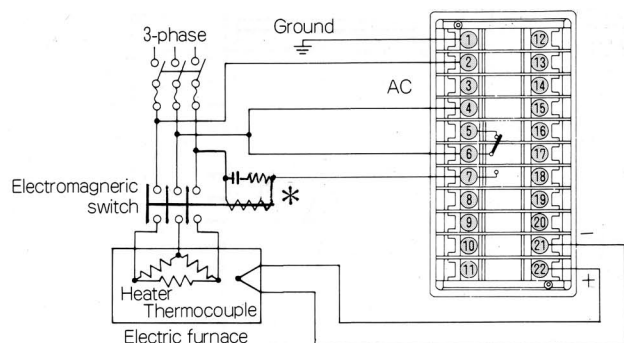 3-phase
Ground
AC
1 12
2 13
3 14
4 15
5 16
6 17
7 18
8 19
9 20
10 21 −
11 22 +
Electromagneric
switch
*
Heater
Thermocouple
Electric furnace